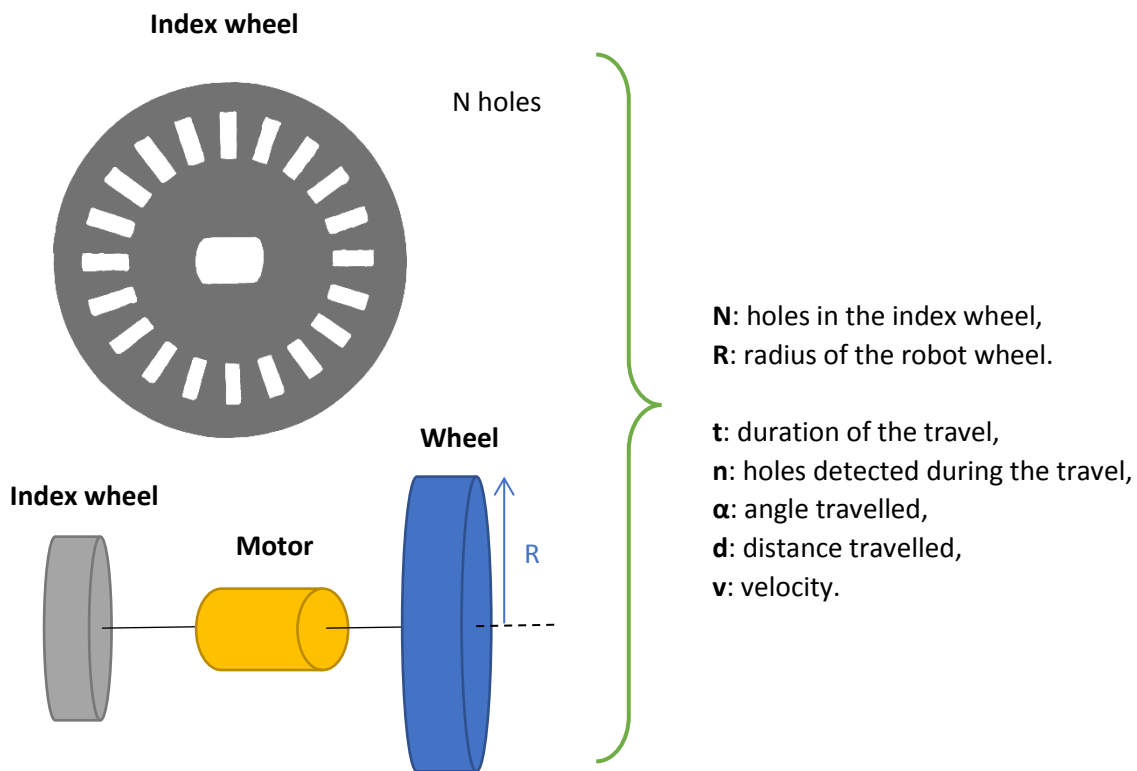 Index wheel
N holes
Index wheel
Motor
Wheel
R
N: holes in the index wheel,
R: radius of the robot wheel.
t: duration of the travel,
n: holes detected during the travel,
α: angle travelled,
d: distance travelled,
v: velocity.